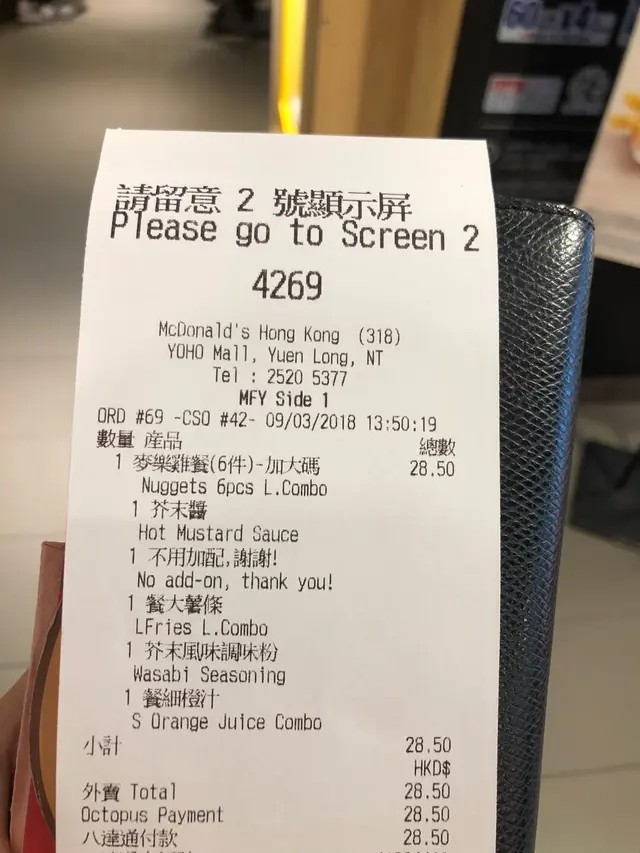 請留意 2 號顯示屏
Please go to Screen 2
4269
McDonald's Hong Kong (318)
YOHO Mall, Yuen Long, NT
Tel : 2520 5377
MFY Side 1
ORD #69 -CSO #42- 09/03/2018 13:50:19
數量 產品 總數
1 麥樂雞餐(6件)-加大碼 28.50
Nuggets 6pcs L.Combo
1 芥末醬
Hot Mustard Sauce
1 不用加配,謝謝!
No add-on, thank you!
1 餐大薯條
LFries L.Combo
1 芥末風味調味粉
Wasabi Seasoning
1 餐細橙汁
S Orange Juice Combo
小計 28.50
HKD$
外賣 Total 28.50
Octopus Payment 28.50
八達通付款 28.50